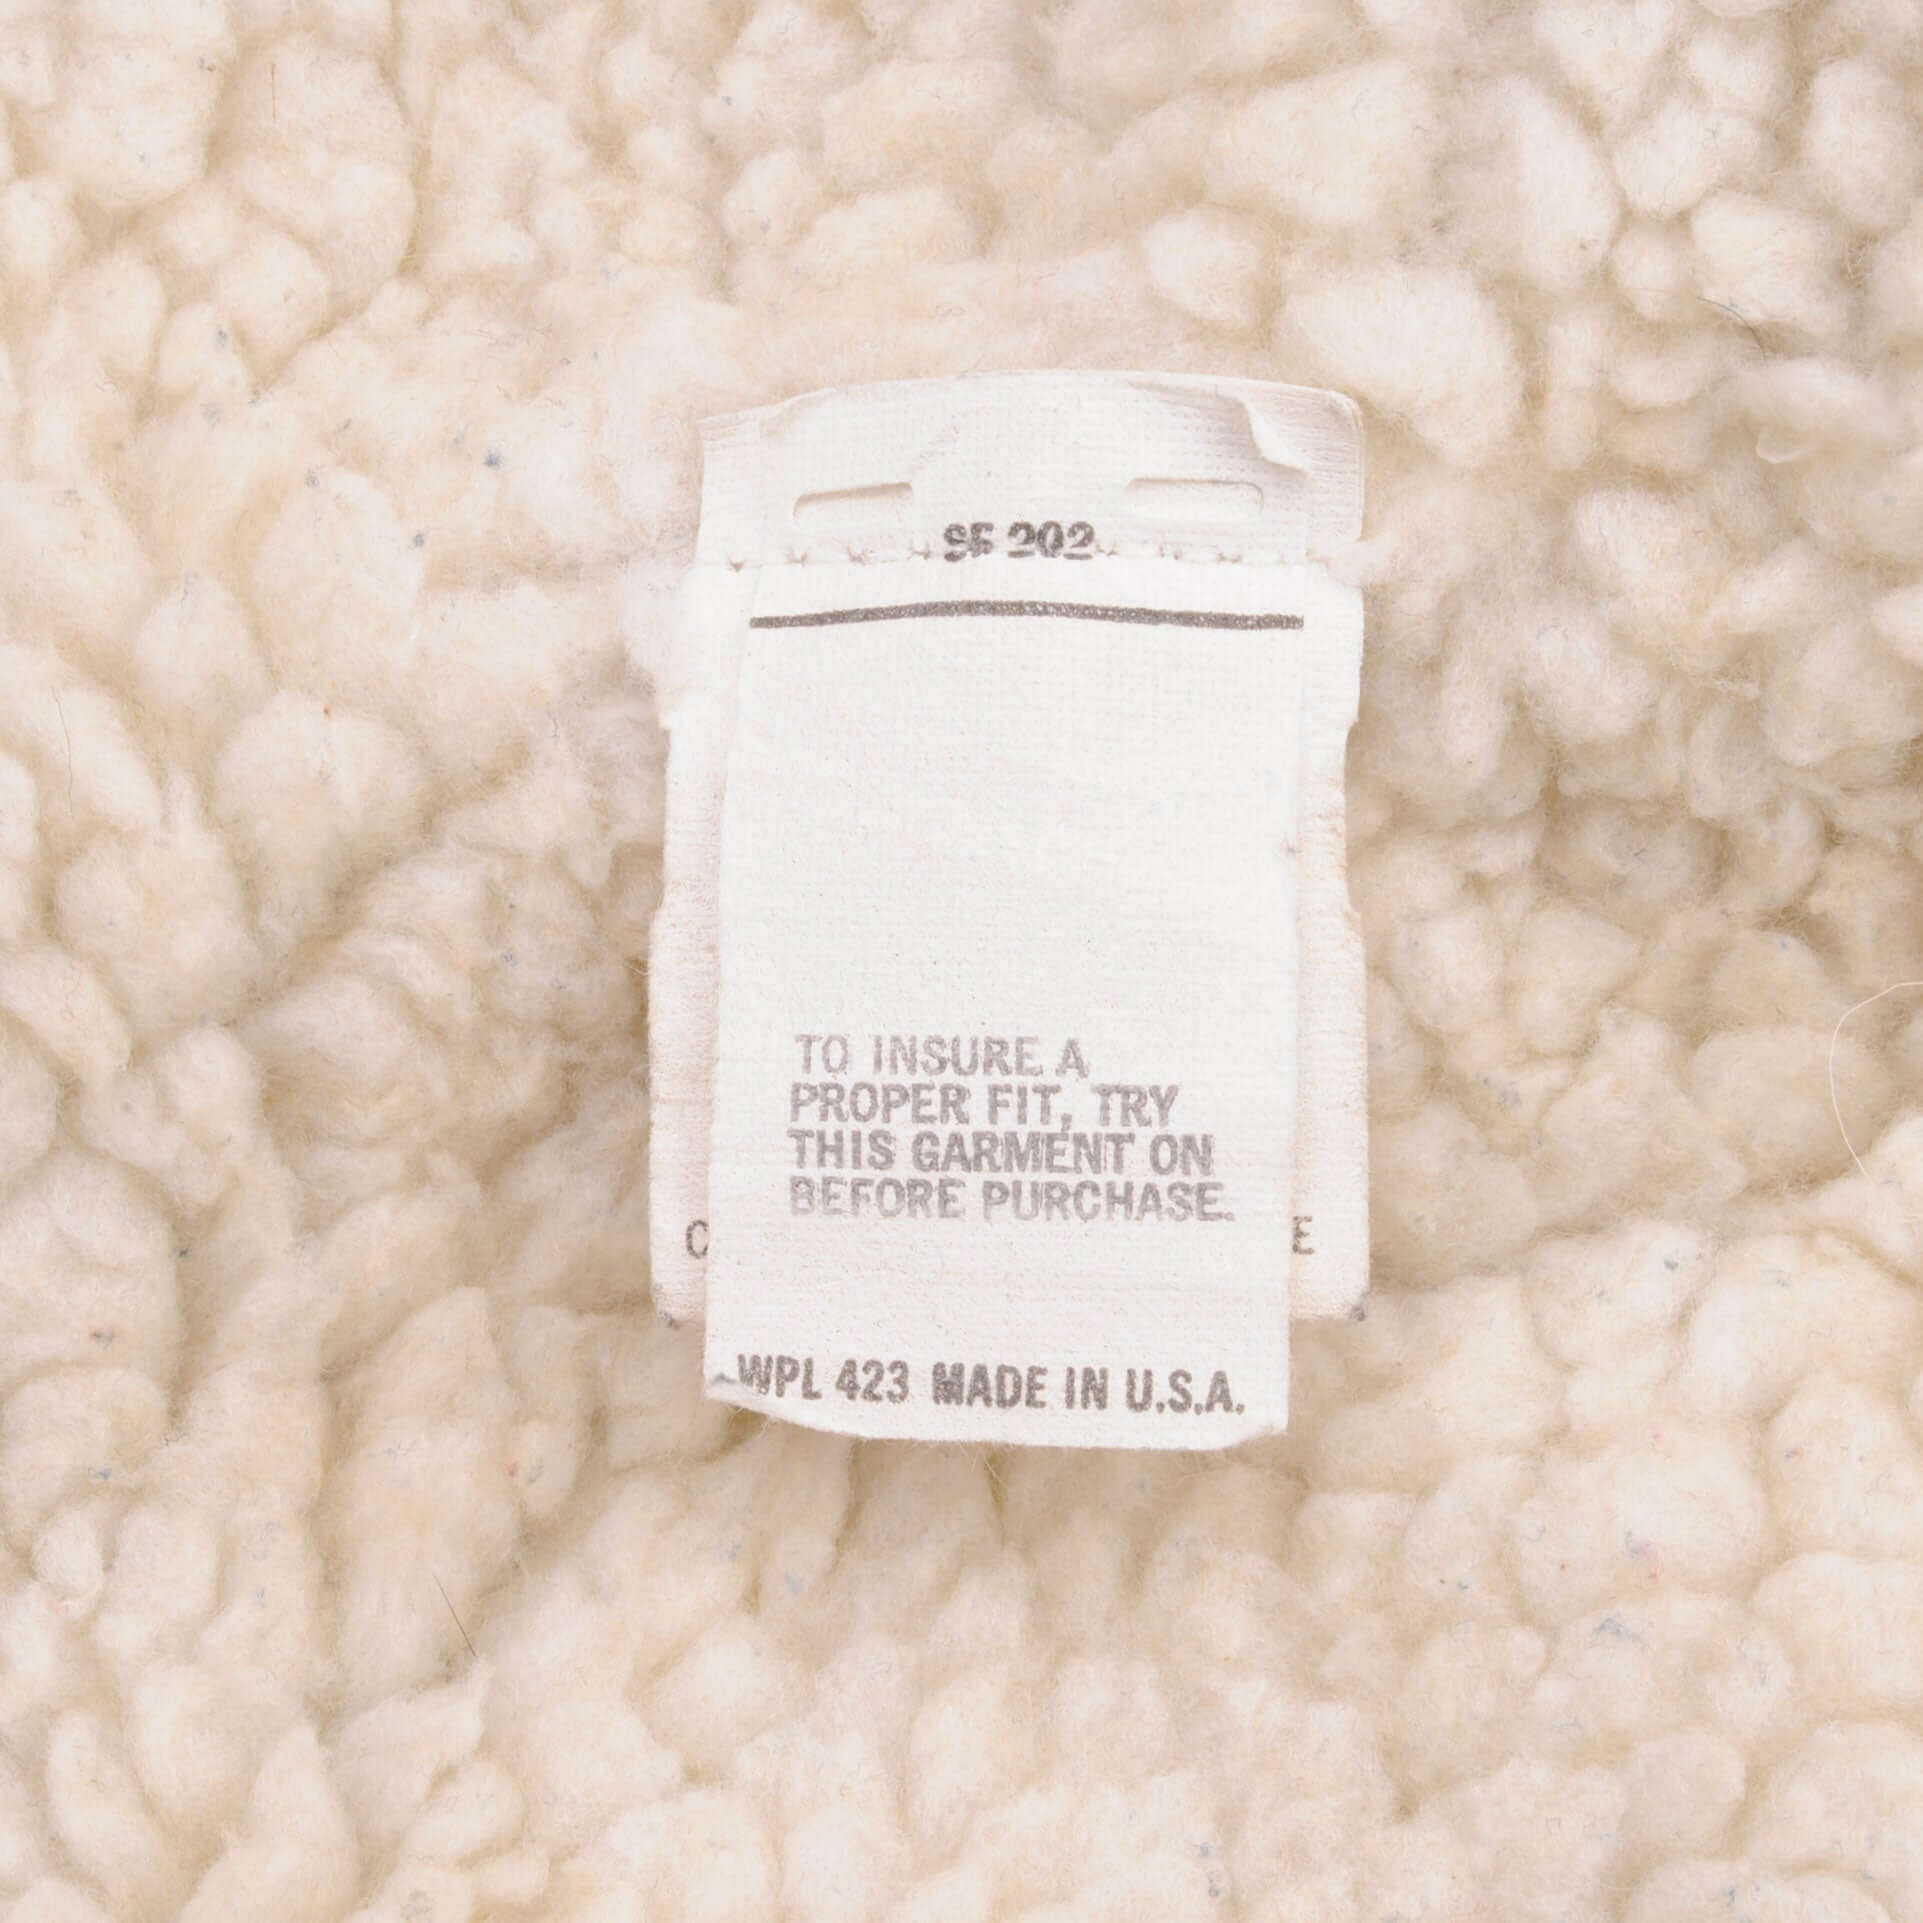 SF 202
TO INSURE A
PROPER FIT, TRY
THIS GARMENT ON
BEFORE PURCHASE.
C E
WPL 423 MADE IN U.S.A.